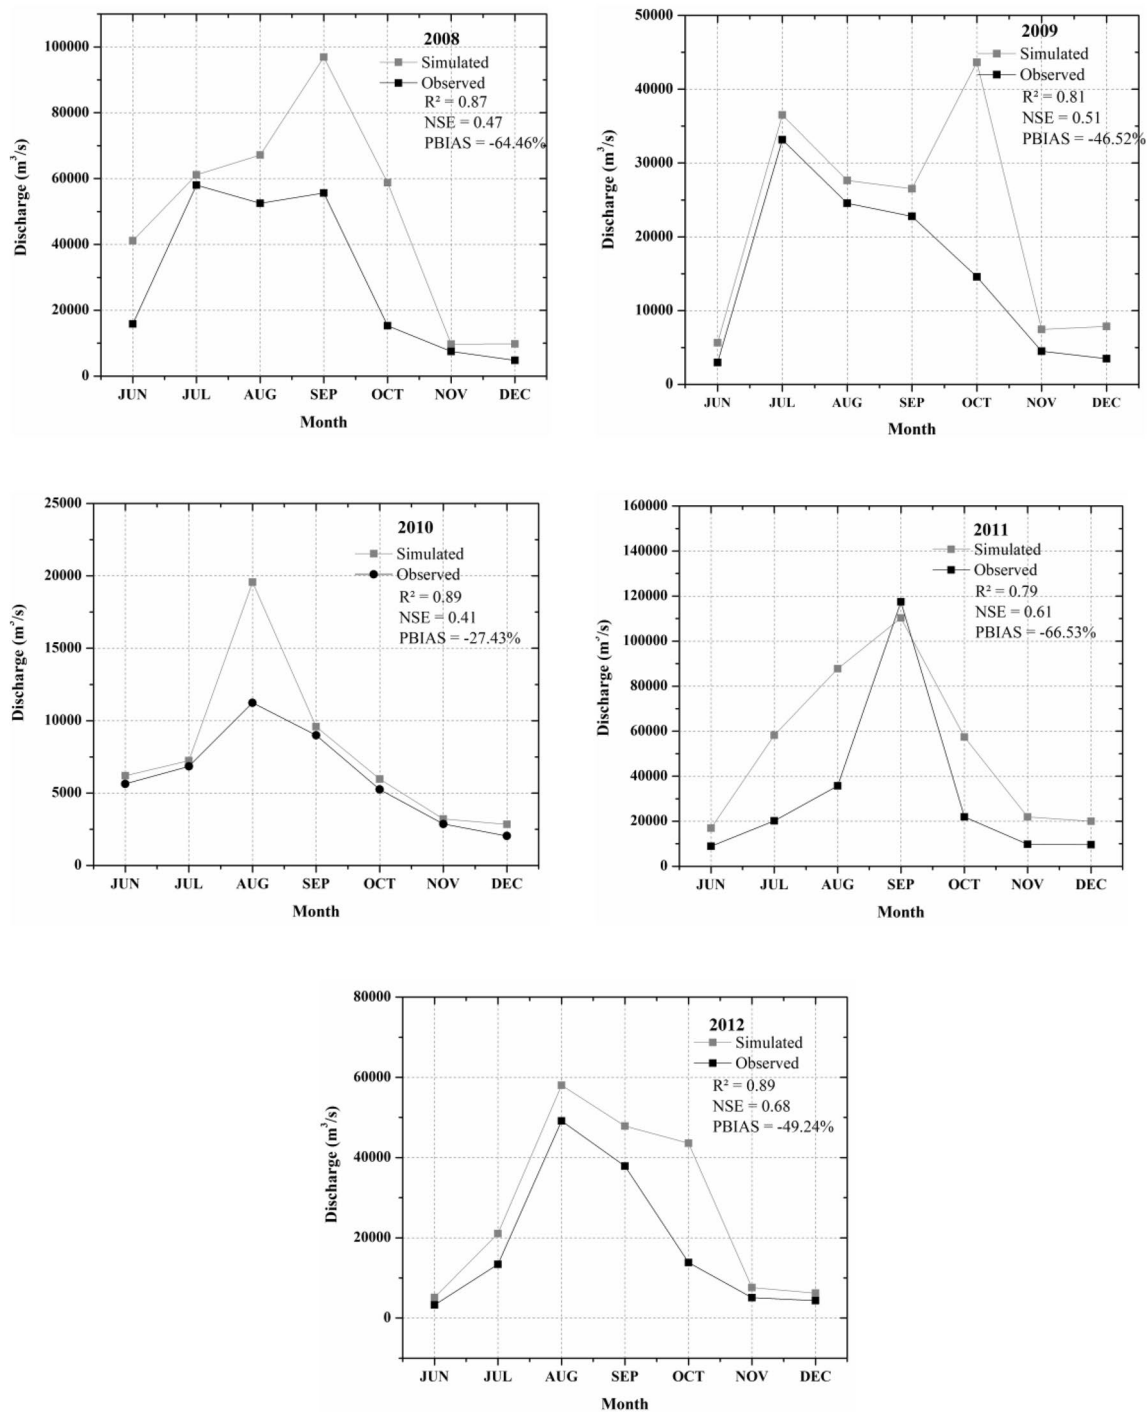 2008
Simulated
Observed
R² = 0.87
NSE = 0.47
PBIAS = -64.46%
100000
80000
60000
40000
20000
0
Discharge (m³/s)
JUN JUL AUG SEP OCT NOV DEC
Month
2009
Simulated
Observed
R² = 0.81
NSE = 0.51
PBIAS = -46.52%
50000
40000
30000
20000
10000
0
Discharge (m³/s)
JUN JUL AUG SEP OCT NOV DEC
Month
2010
Simulated
Observed
R² = 0.89
NSE = 0.41
PBIAS = -27.43%
25000
20000
15000
10000
5000
0
Discharge (m³/s)
JUN JUL AUG SEP OCT NOV DEC
Month
2011
Simulated
Observed
R² = 0.79
NSE = 0.61
PBIAS = -66.53%
160000
140000
120000
100000
80000
60000
40000
20000
0
Discharge (m³/s)
JUN JUL AUG SEP OCT NOV DEC
Month
2012
Simulated
Observed
R² = 0.89
NSE = 0.68
PBIAS = -49.24%
80000
60000
40000
20000
0
Discharge (m³/s)
JUN JUL AUG SEP OCT NOV DEC
Month